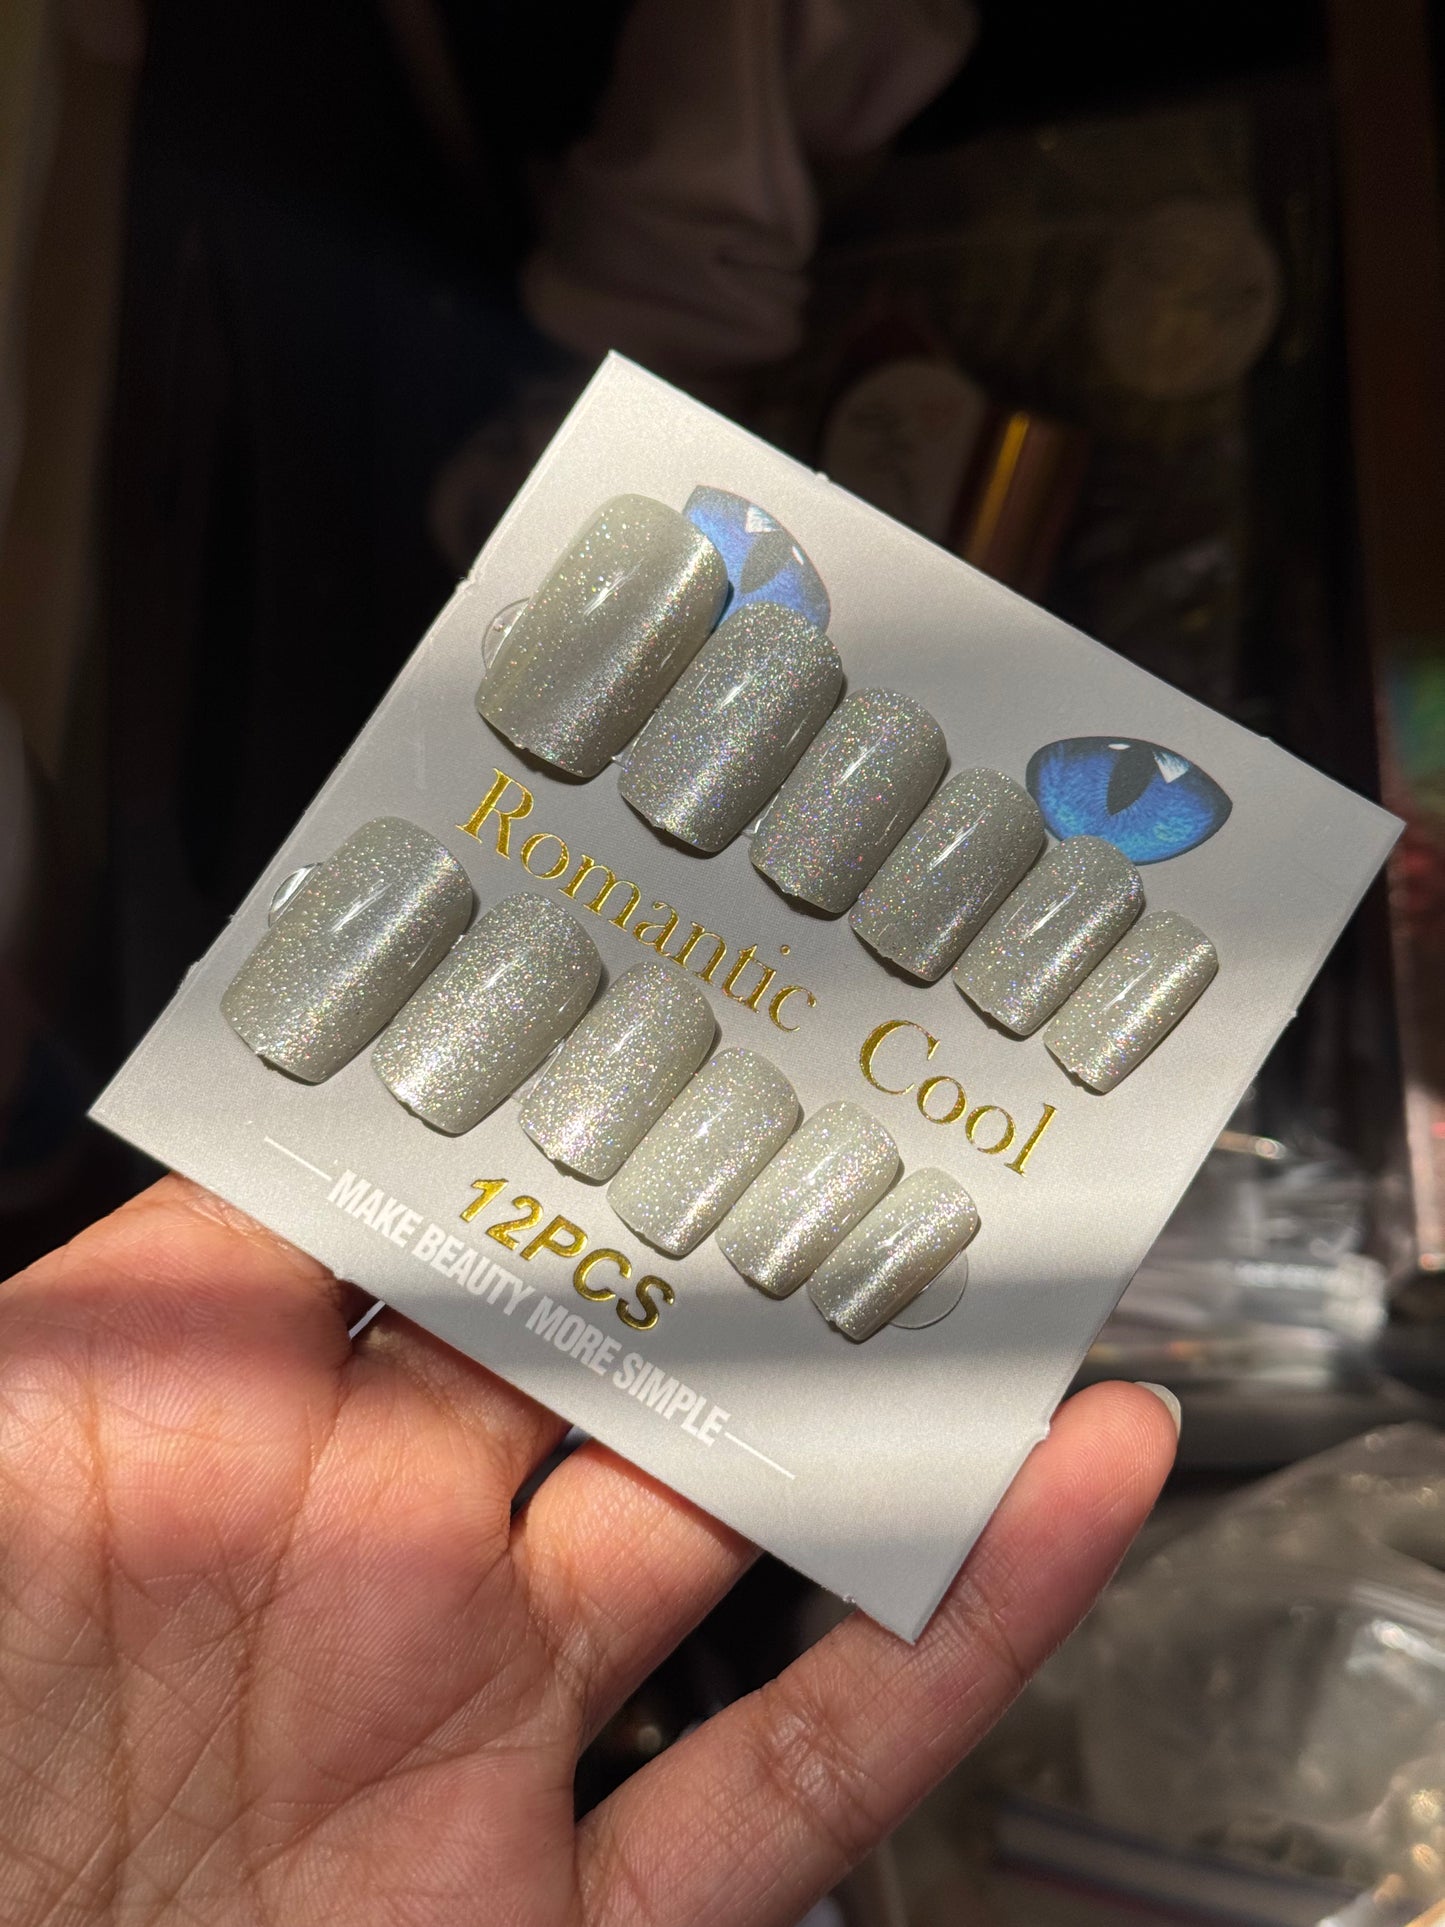 Romantic Cool
12PCS
MAKE BEAUTY MORE SIMPLE